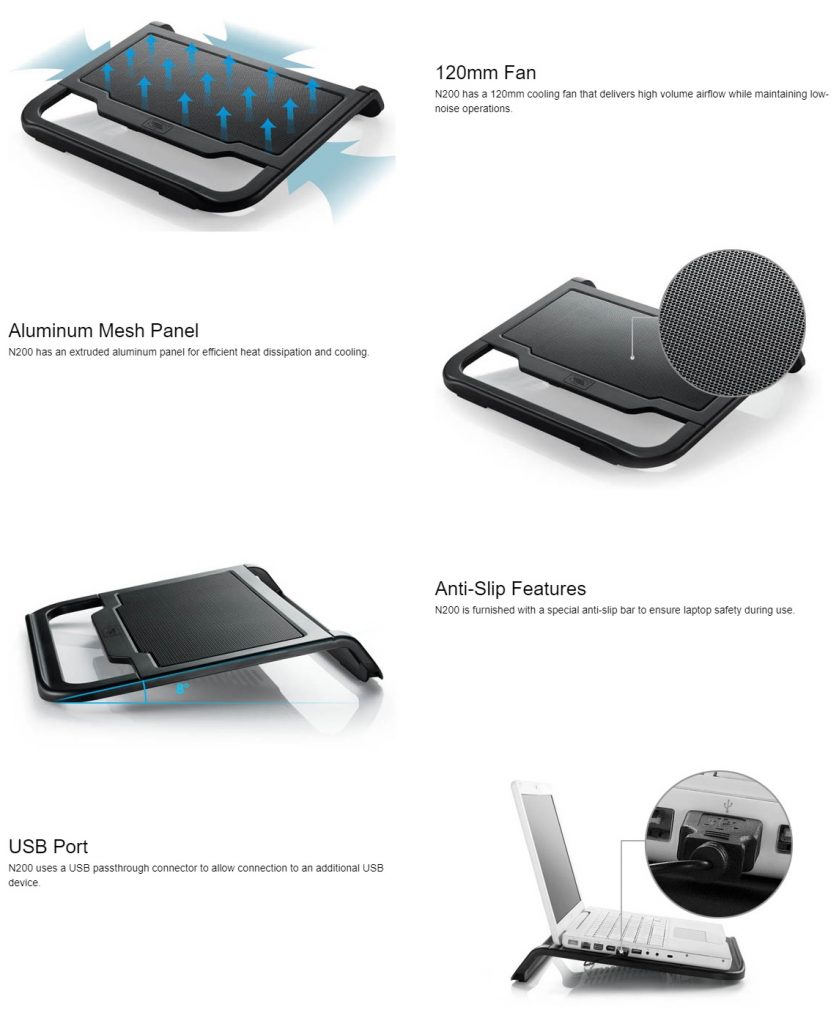 120mm Fan
N200 has a 120mm cooling fan that delivers high volume airflow while maintaining low-
noise operations.
Aluminum Mesh Panel
N200 has an extruded aluminum panel for efficient heat dissipation and cooling.
Anti-Slip Features
N200 is furnished with a special anti-slip bar to ensure laptop safety during use.
8°
USB Port
N200 uses a USB passthrough connector to allow connection to an additional USB
device.